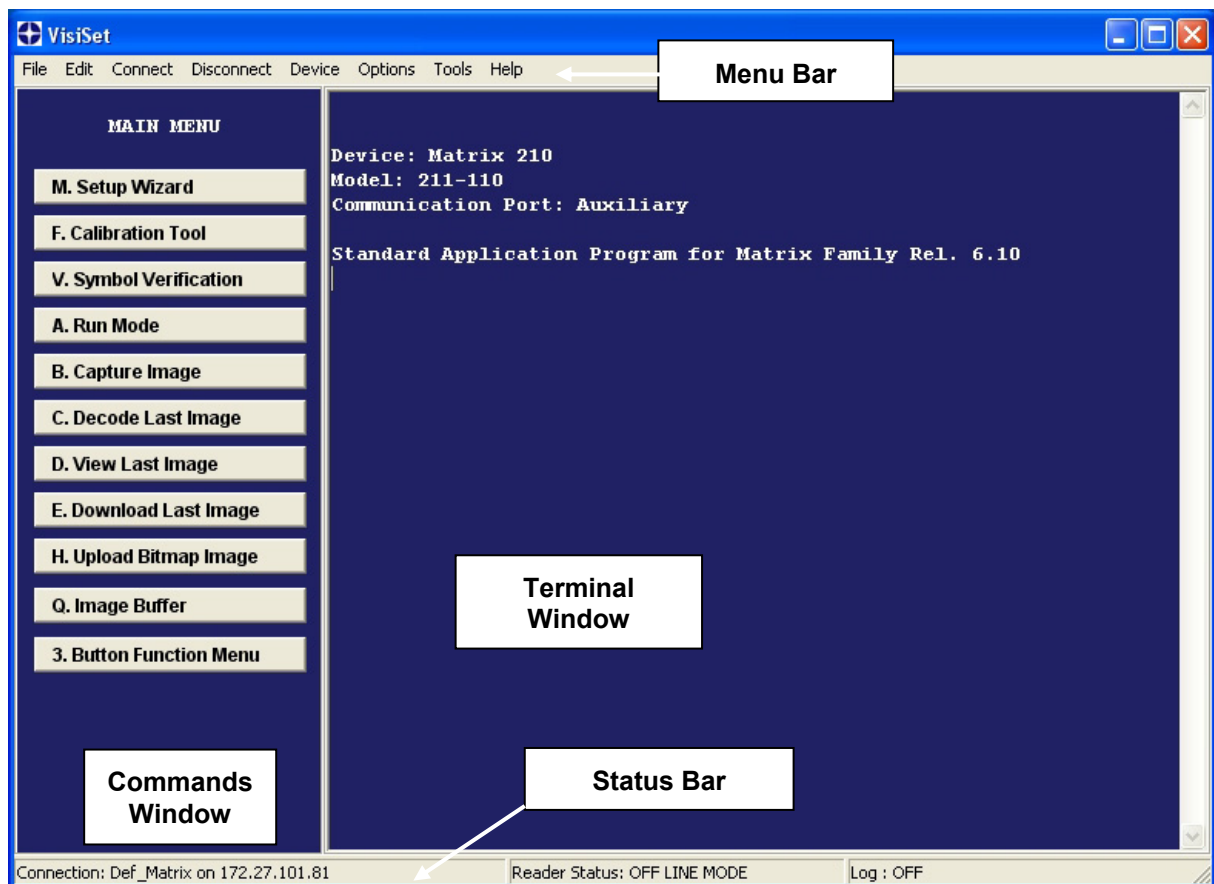 VisiSet
File Edit Connect Disconnect Device Options Tools Help
Menu Bar
MAIN MENU
M. Setup Wizard
F. Calibration Tool
V. Symbol Verification
A. Run Mode
B. Capture Image
C. Decode Last Image
D. View Last Image
E. Download Last Image
H. Upload Bitmap Image
Q. Image Buffer
3. Button Function Menu
Commands
Window
Device: Matrix 210
Model: 211-110
Communication Port: Auxiliary
Standard Application Program for Matrix Family Rel. 6.10
Terminal
Window
Status Bar
Connection: Def_Matrix on 172.27.101.81
Reader Status: OFF LINE MODE
Log : OFF